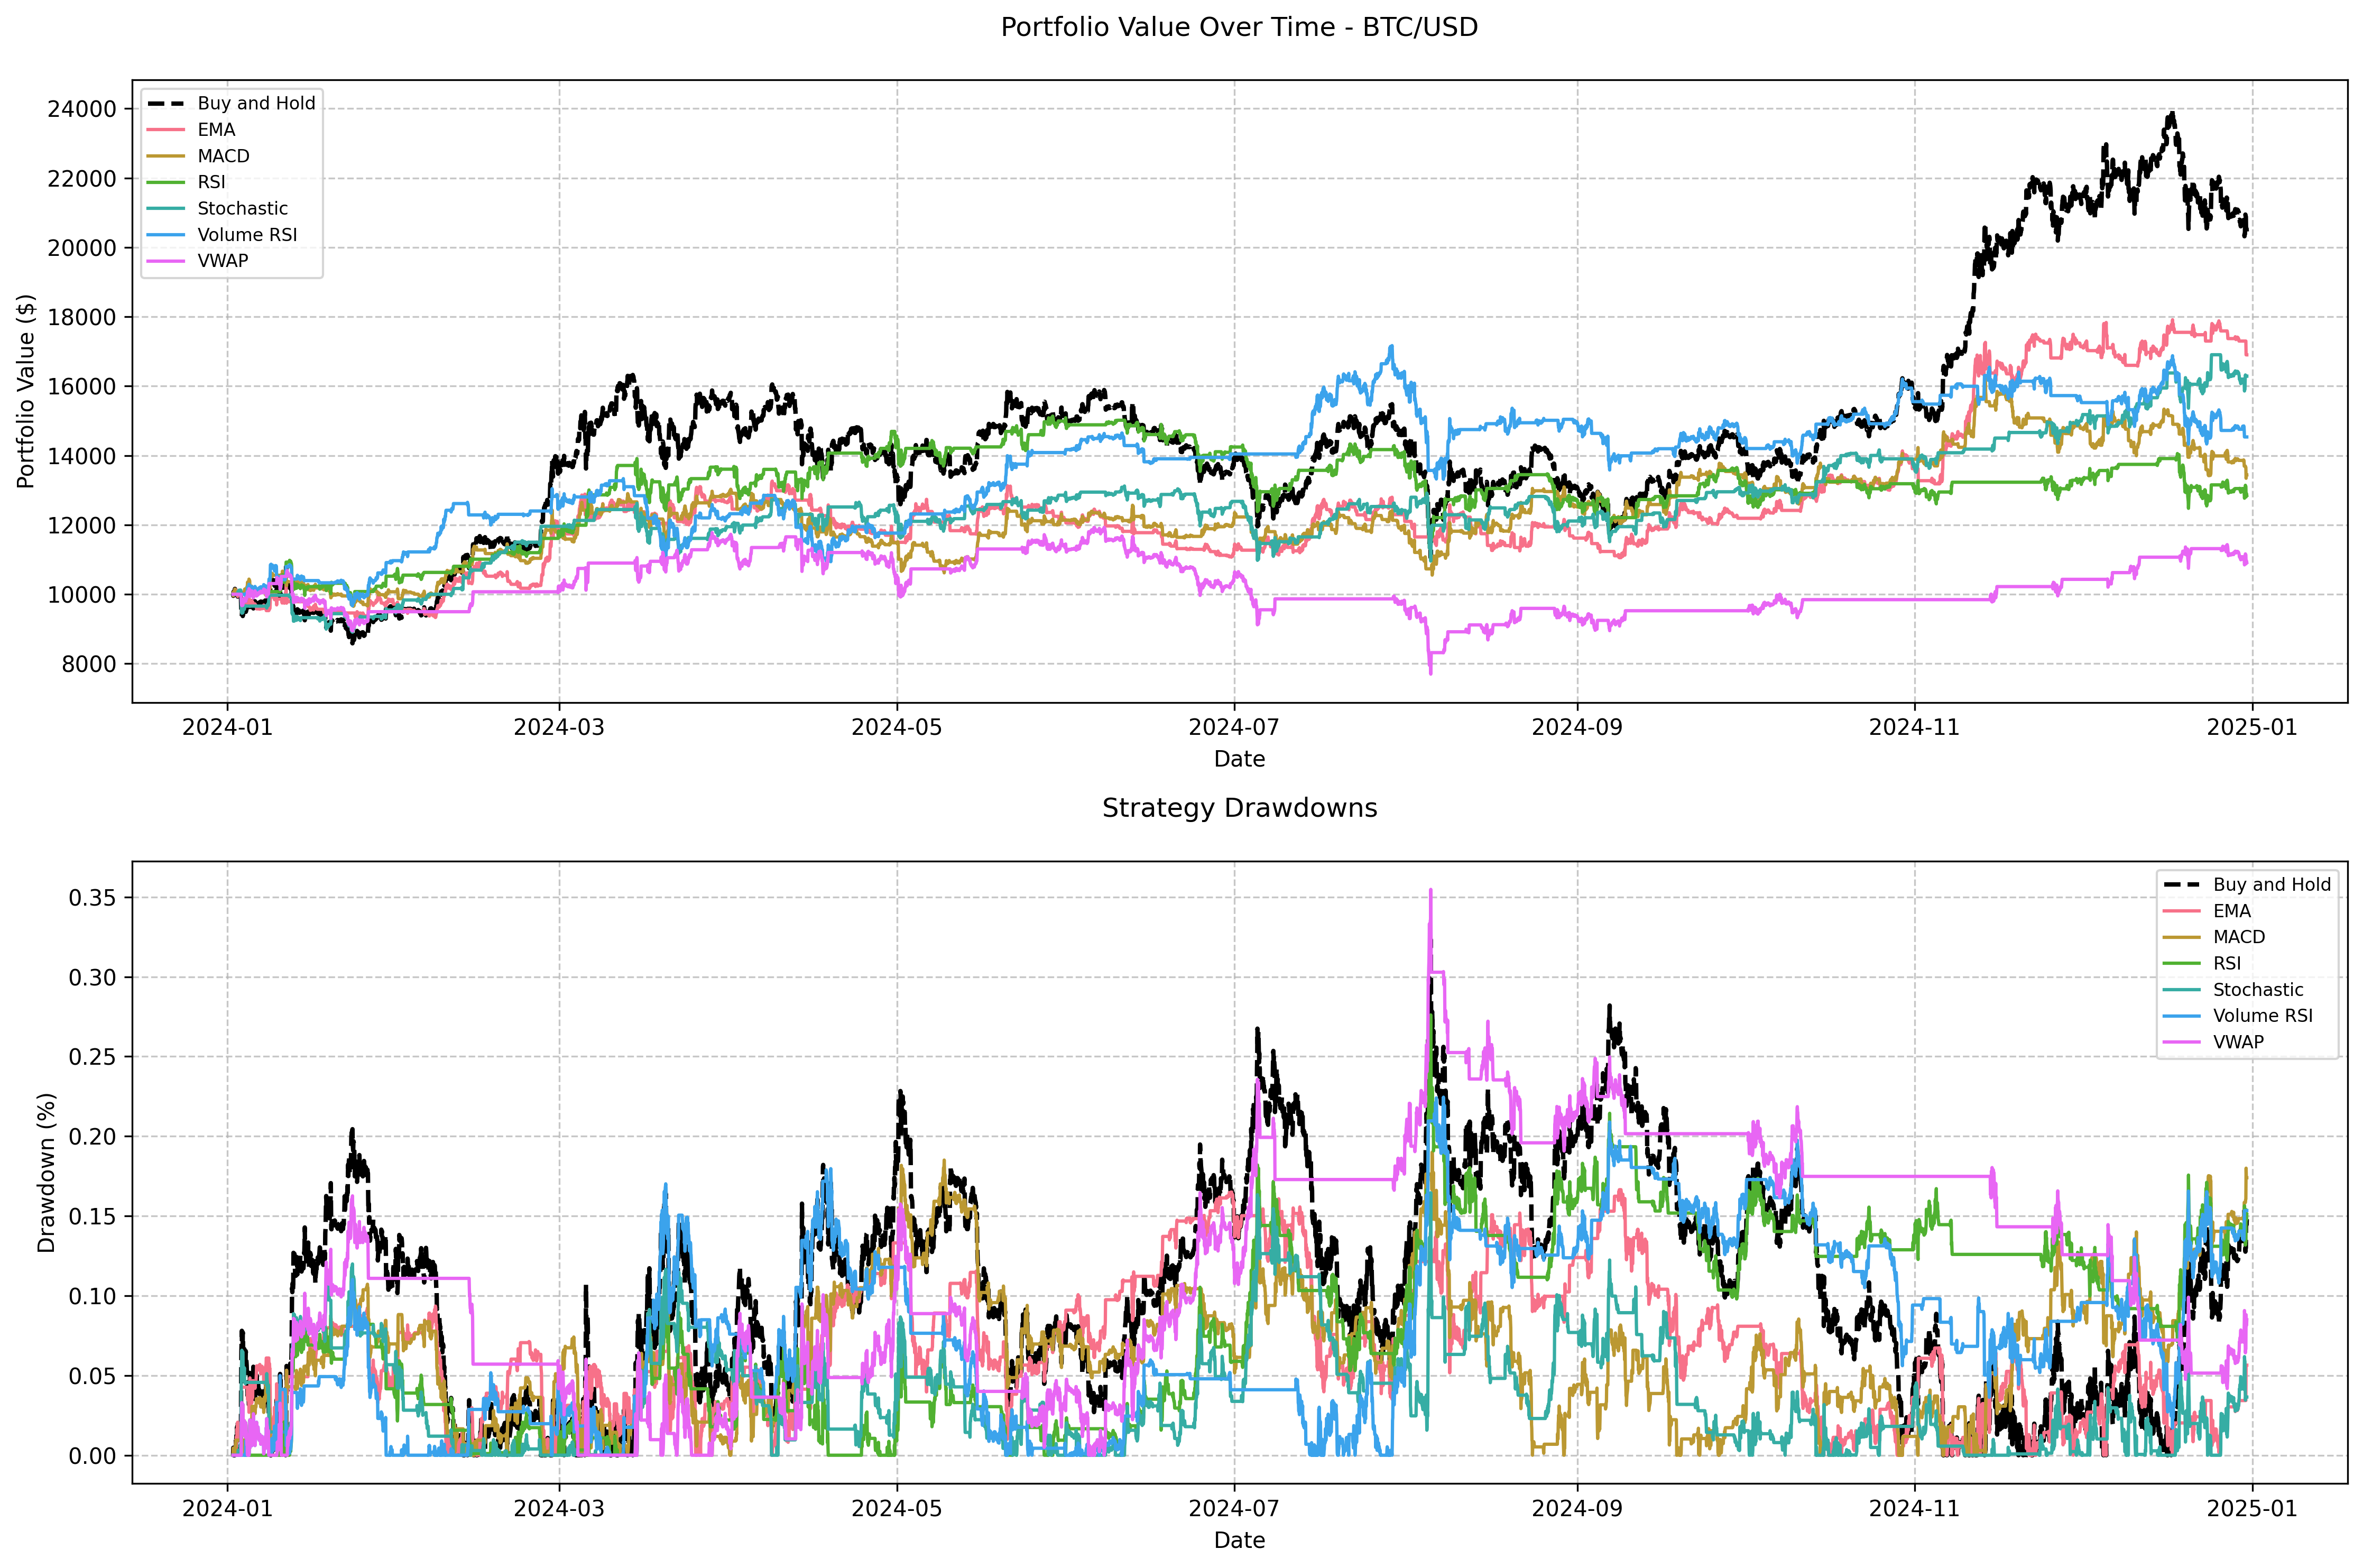 Portfolio Value Over Time - BTC/USD
Portfolio Value ($)
24000
22000
20000
18000
16000
14000
12000
10000
8000
Buy and Hold
EMA
MACD
RSI
Stochastic
Volume RSI
VWAP
2024-01 2024-03 2024-05 2024-07 2024-09 2024-11 2025-01
Date
Strategy Drawdowns
Drawdown (%)
0.35
0.30
0.25
0.20
0.15
0.10
0.05
0.00
Buy and Hold
EMA
MACD
RSI
Stochastic
Volume RSI
VWAP
2024-01 2024-03 2024-05 2024-07 2024-09 2024-11 2025-01
Date